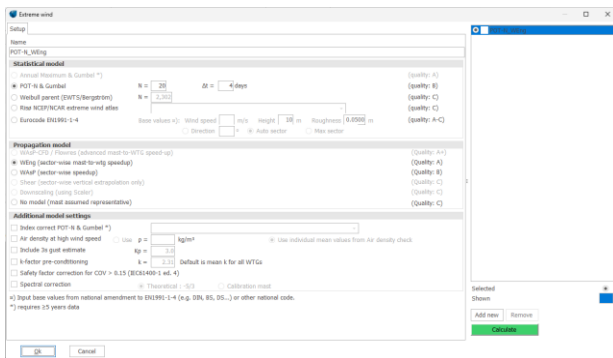 Extreme wind
Setup
Name
POT-N_WEng
Statistical model
Annual Maximum & Gumbel *) (quality: A)
POT-N & Gumbel N = 20 Δt = 4 days (quality: B)
Weibull parent (EWTS/Bergström) N = 2,302 (quality: C)
Risø NCEP/NCAR extreme wind atlas (quality: C)
Eurocode EN1991-1-4 Base values ¤): Wind speed m/s Height 10 m Roughness 0.0500 m (quality: A-C)
Direction ° Auto sector Max sector
Propagation model
WAsP-CFD / Flowres (advanced mast-to-WTG speed-up) (Quality: A+)
WEng (sector-wise mast-to-wtg speedup) (Quality: A)
WAsP (sector-wise speedup) (Quality: B)
Shear (sector-wise vertical extrapolation only) (Quality: C)
Downscaling (using Scaler) (Quality: C)
No model (mast assumed representative) (Quality: C)
Additional model settings
Index correct POT-N & Gumbel *)
Air density at high wind speed Use ρ = kg/m³ Use individual mean values from Air density check
Include 3s gust estimate Kp =
k-factor pre-conditioning k = 2.31 Default is mean k for all WTGs
Safety factor correction for COV > 0.15 (IEC61400-1 ed. 4)
Spectral correction Theoretical : -5/3 Calibration mast
¤) Input base values from national amendment to EN1991-1-4 (e.g. DIN, BS, DS...) or other national code.
*) requires ≥5 years data
Ok Cancel
POT-N_WEng
Selected
Shown
Add new Remove
Calculate